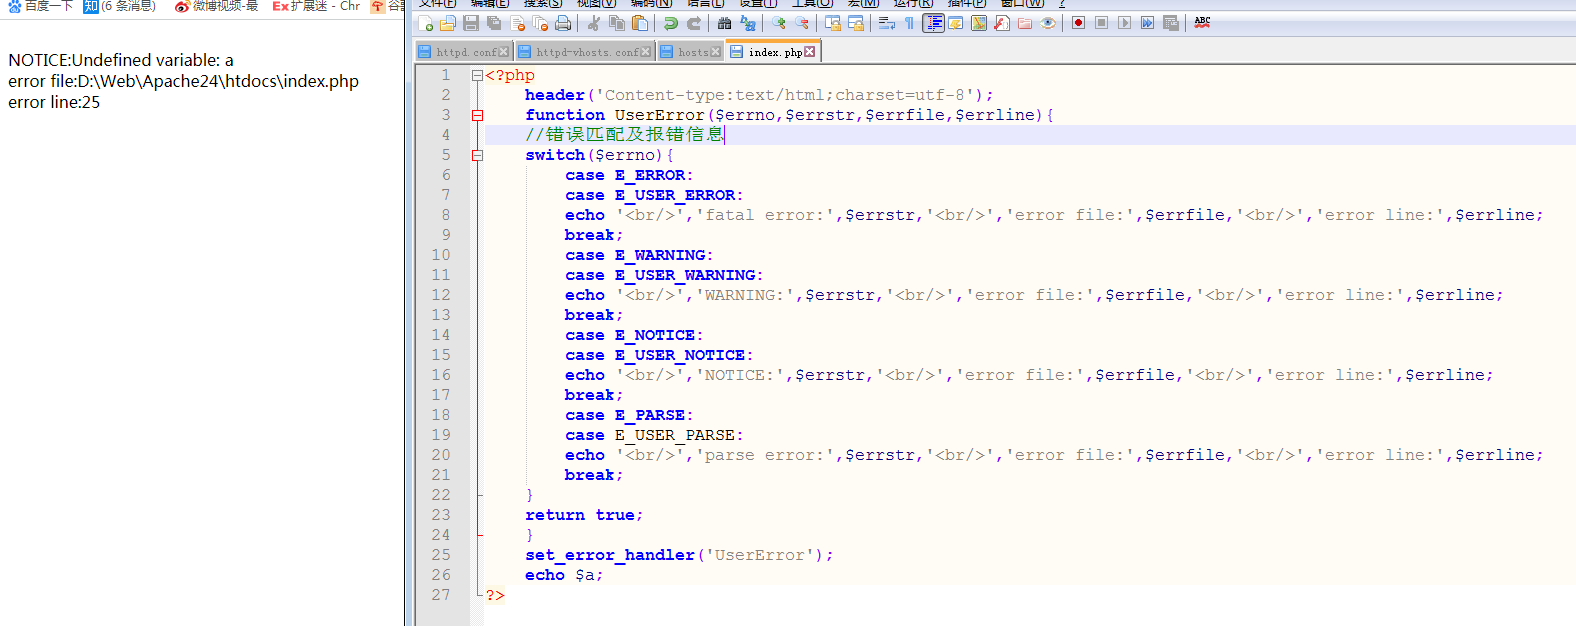 百度一下 知 (6 条消息) 微博视频-最 Ex 扩展迷 - Chr
NOTICE:Undefined variable: a
error file:D:\Web\Apache24\htdocs\index.php
error line:25
文件(F) 编辑(E) 搜索(S) 视图(V) 编码(N) 语言(L) 设置(T) 工具(O) 宏(M) 运行(R) 插件(P) 窗口(W) ?
ABC
httpd.conf httpd-vhosts.conf hosts index.php
1 <?php
2 header('Content-type:text/html;charset=utf-8');
3 function UserError($errno,$errstr,$errfile,$errline){
4 //错误匹配及报错信息
5 switch($errno){
6 case E_ERROR:
7 case E_USER_ERROR:
8 echo '<br/>','fatal error:',$errstr,'<br/>','error file:',$errfile,'<br/>','error line:',$errline;
9 break;
10 case E_WARNING:
11 case E_USER_WARNING:
12 echo '<br/>','WARNING:',$errstr,'<br/>','error file:',$errfile,'<br/>','error line:',$errline;
13 break;
14 case E_NOTICE:
15 case E_USER_NOTICE:
16 echo '<br/>','NOTICE:',$errstr,'<br/>','error file:',$errfile,'<br/>','error line:',$errline;
17 break;
18 case E_PARSE:
19 case E_USER_PARSE:
20 echo '<br/>','parse error:',$errstr,'<br/>','error file:',$errfile,'<br/>','error line:',$errline;
21 break;
22 }
23 return true;
24 }
25 set_error_handler('UserError');
26 echo $a;
27 ?>